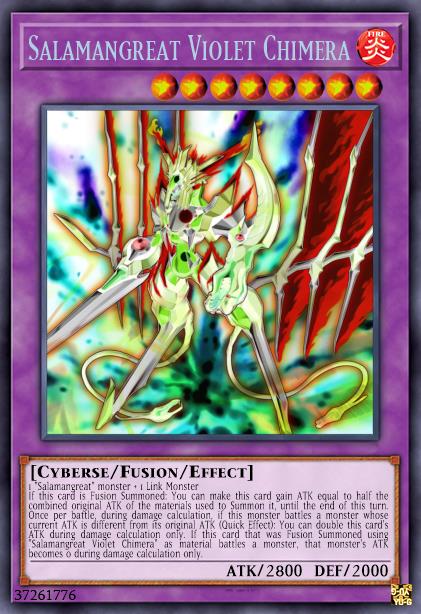 Salamangreat Violet Chimera
FIRE
炎
[Cyberse/Fusion/Effect]
1 "Salamangreat" monster + 1 Link Monster
If this card is Fusion Summoned: You can make this card gain ATK equal to half the
combined original ATK of the materials used to Summon it, until the end of this turn.
Once per battle, during damage calculation, if this monster battles a monster whose
current ATK is different from its original ATK (Quick Effect): You can double this card's
ATK during damage calculation only. If this card that was Fusion Summoned using
"Salamangreat Violet Chimera" as material battles a monster, that monster's ATK
becomes 0 during damage calculation only.
ATK/2800 DEF/2000
37261776